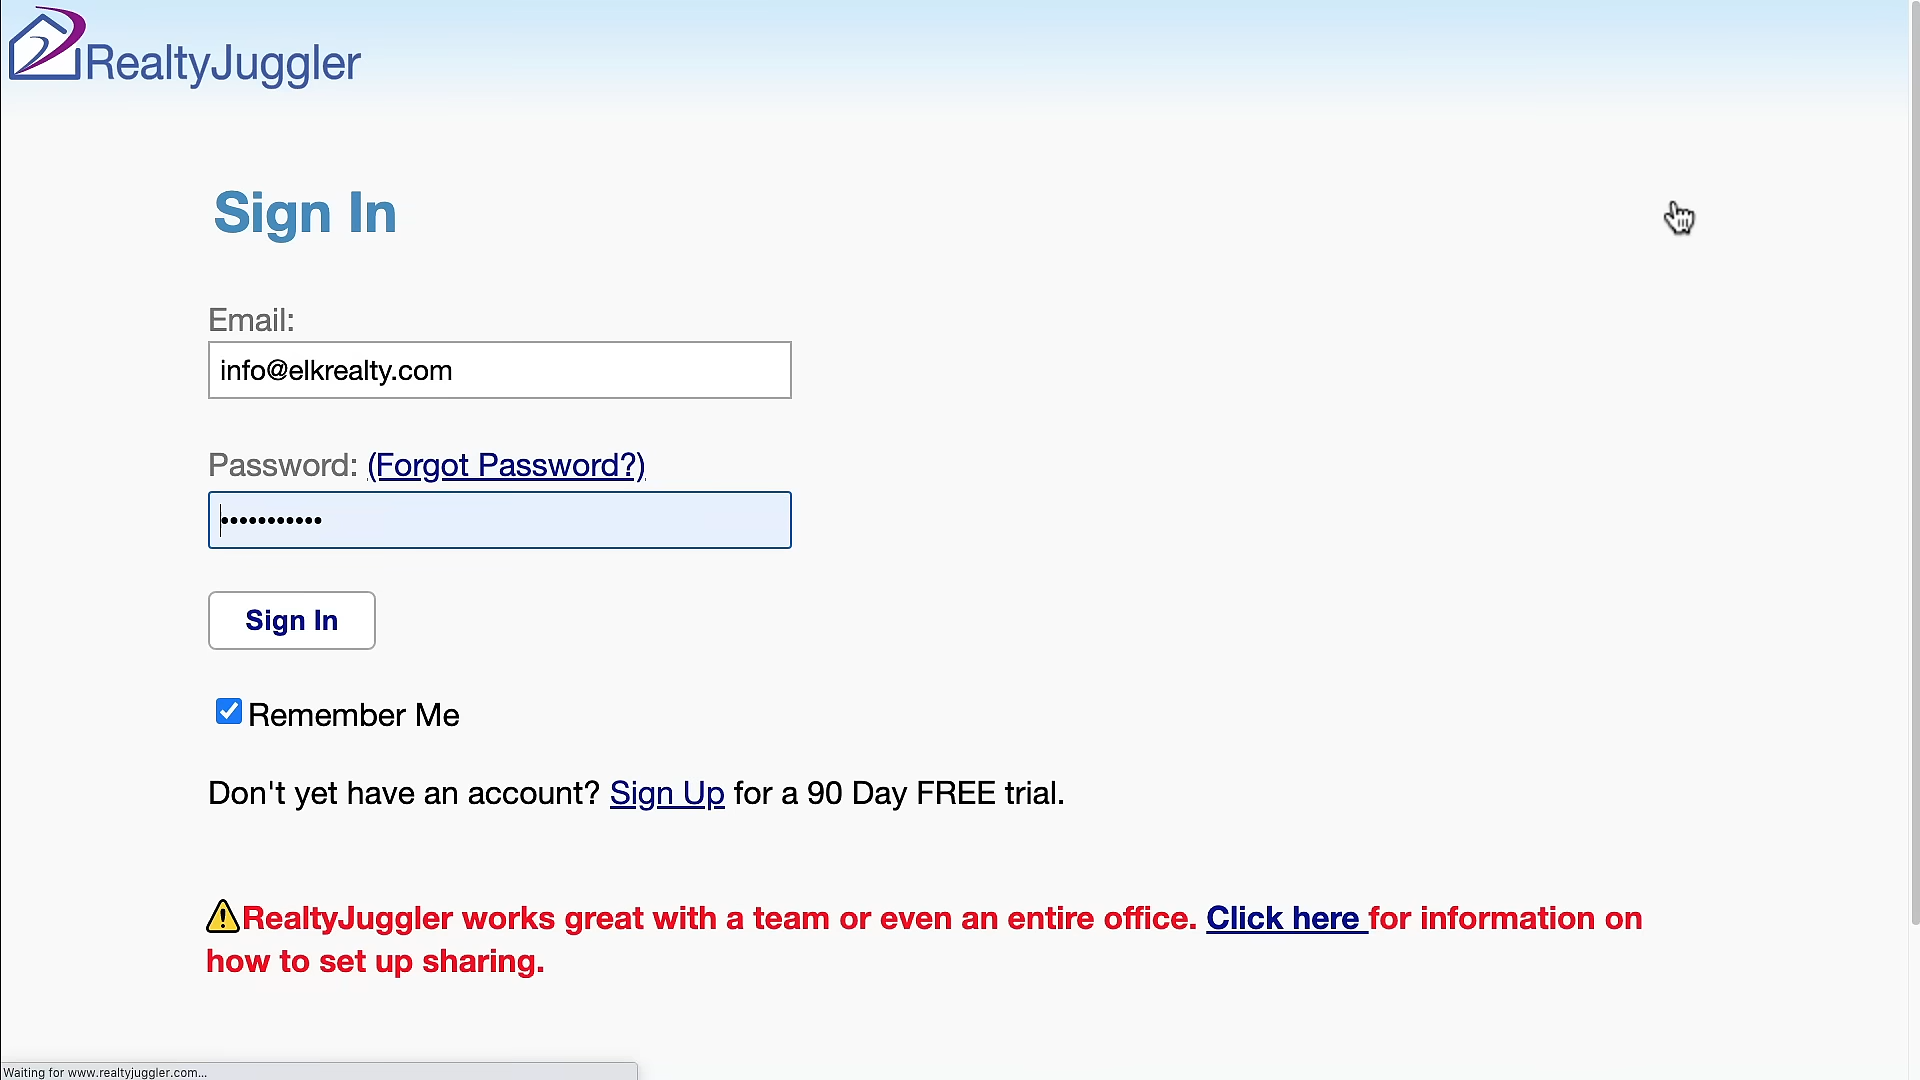 RealtyJuggler
Sign In
Email:
info@elkrealty.com
Password: (Forgot Password?)
•••••••••••
Sign In
Remember Me
Don't yet have an account? Sign Up for a 90 Day FREE trial.
RealtyJuggler works great with a team or even an entire office. Click here for information on
how to set up sharing.
Waiting for www.realtyjuggler.com...